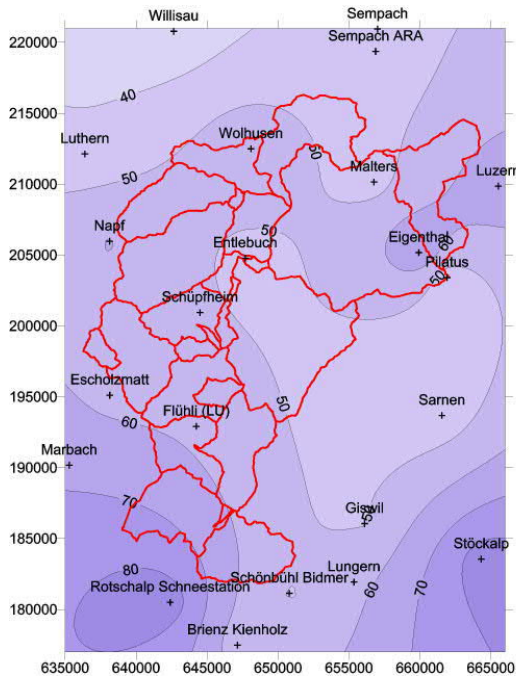 Willisau
Sempach
220000
Sempach ARA
40
215000
Wolhusen
Luthern
50
50
Malters
Luzern
210000
Napf
50
Entlebuch
Eigenthal
60
205000
Pilatus
50
Schüpfheim
200000
Escholzmatt
195000
50
Sarnen
60
Flühli (LU)
Marbach
190000
70
Giswil
50
185000
Stöckalp
80
Lungern
Rotschalp Schneestation
Schönbühl Bidmer
60
70
180000
Brienz Kienholz
635000
640000
645000
650000
655000
660000
665000